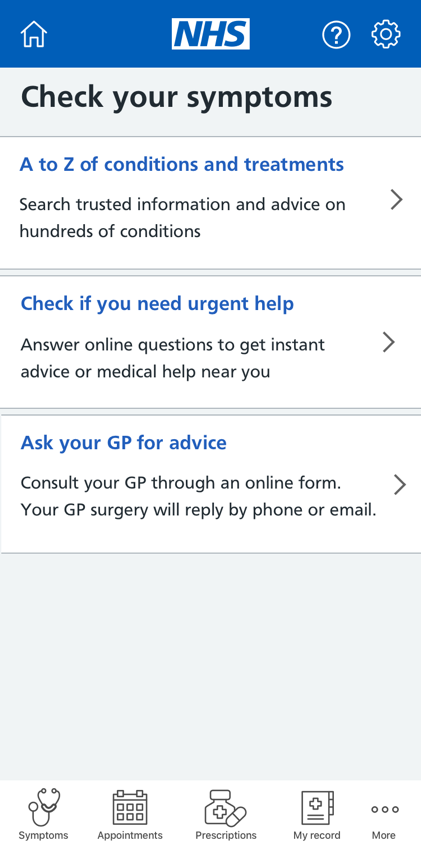 NHS
Check your symptoms
A to Z of conditions and treatments
Search trusted information and advice on
hundreds of conditions
Check if you need urgent help
Answer online questions to get instant
advice or medical help near you
Ask your GP for advice
Consult your GP through an online form.
Your GP surgery will reply by phone or email.
Symptoms Appointments Prescriptions My record More